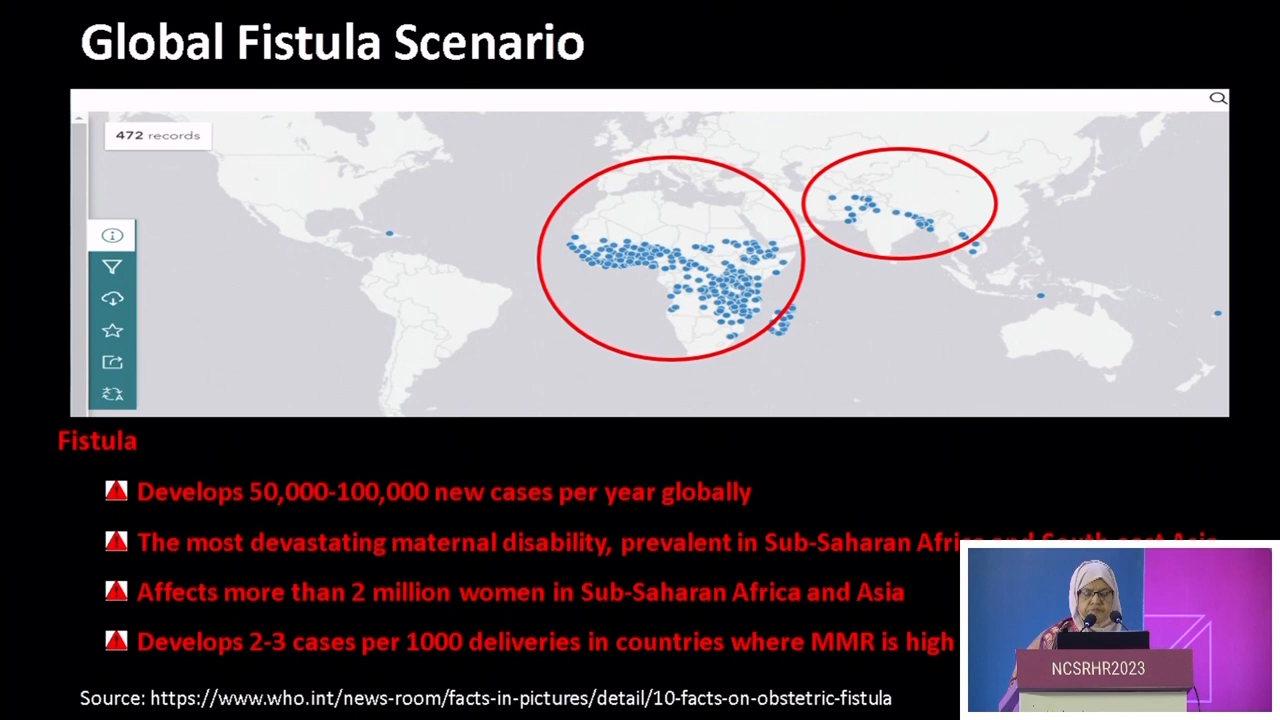 Global Fistula Scenario
472 records
Fistula
Develops 50,000-100,000 new cases per year globally
The most devastating maternal disability, prevalent in Sub-Saharan Africa and South-east Asia
Affects more than 2 million women in Sub-Saharan Africa and Asia
Develops 2-3 cases per 1000 deliveries in countries where MMR is high
NCSRHR2023
Source: https://www.who.int/news-room/facts-in-pictures/detail/10-facts-on-obstetric-fistula